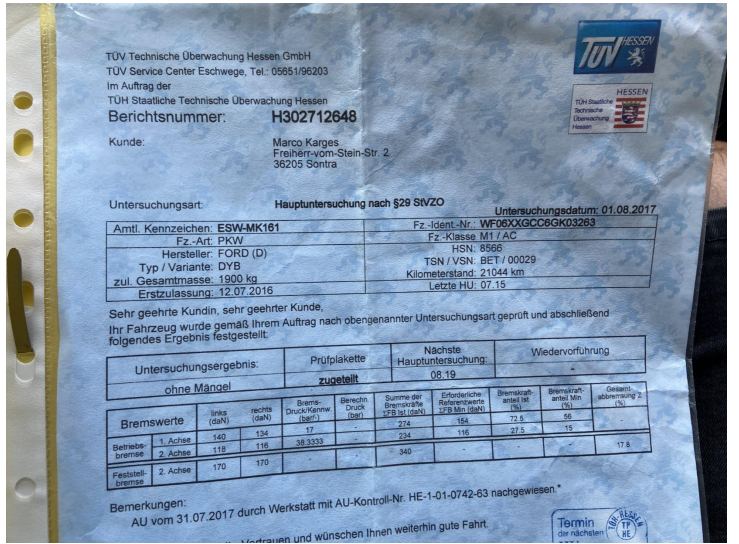 TÜV HESSEN
TÜV Technische Überwachung Hessen GmbH
TÜV Service Center Eschwege, Tel.: 05651/96203
Im Auftrag der
TÜH Staatliche Technische Überwachung Hessen
HESSEN
TÜH Staatliche
Technische
Überwachung
Hessen
Berichtsnummer: H302712648
Kunde: Marco Karges
Freiherr-vom-Stein-Str. 2
36205 Sontra
Untersuchungsart: Hauptuntersuchung nach §29 StVZO
Untersuchungsdatum: 01.08.2017
Amtl. Kennzeichen: ESW-MK161 Fz.-Ident.-Nr.: WF06XXGCC6GK03263
Fz.-Art: PKW Fz.-Klasse M1 / AC
Hersteller: FORD (D) HSN: 8566
Typ / Variante: DYB TSN / VSN: BET / 00029
zul. Gesamtmasse: 1900 kg Kilometerstand: 21044 km
Erstzulassung: 12.07.2016 Letzte HU: 07.15
Sehr geehrte Kundin, sehr geehrter Kunde,
Ihr Fahrzeug wurde gemäß Ihrem Auftrag nach obengenannter Untersuchungsart geprüft und abschließend
folgendes Ergebnis festgestellt:
Untersuchungsergebnis: Prüfplakette Nächste Hauptuntersuchung: Wiedervorführung
ohne Mängel zugeteilt 08.19 -
Bremswerte links (daN) rechts (daN) Brems-Druck/Kennw. (bar/-) Berechn. Druck (bar) Summe der Bremskräfte ΣFB Ist (daN) Erforderliche Referenzwerte ΣFB Min (daN) Bremskraft-anteil Ist (%) Bremskraft-anteil Min (%) Gesamt-abbremsung Z (%)
Betriebs-bremse 1. Achse 140 134 17 - 274 154 72.5 56 -
2. Achse 118 116 38.3333 - 234 116 27.5 15
Feststell-bremse 2. Achse 170 170 - - 340 - - - 17.8
Bemerkungen:
AU vom 31.07.2017 durch Werkstatt mit AU-Kontroll-Nr. HE-1-01-0742-63 nachgewiesen.*
Vertrauen und wünschen Ihnen weiterhin gute Fahrt.
Termin
der nächsten
TÜH-HESSEN
TP
HE